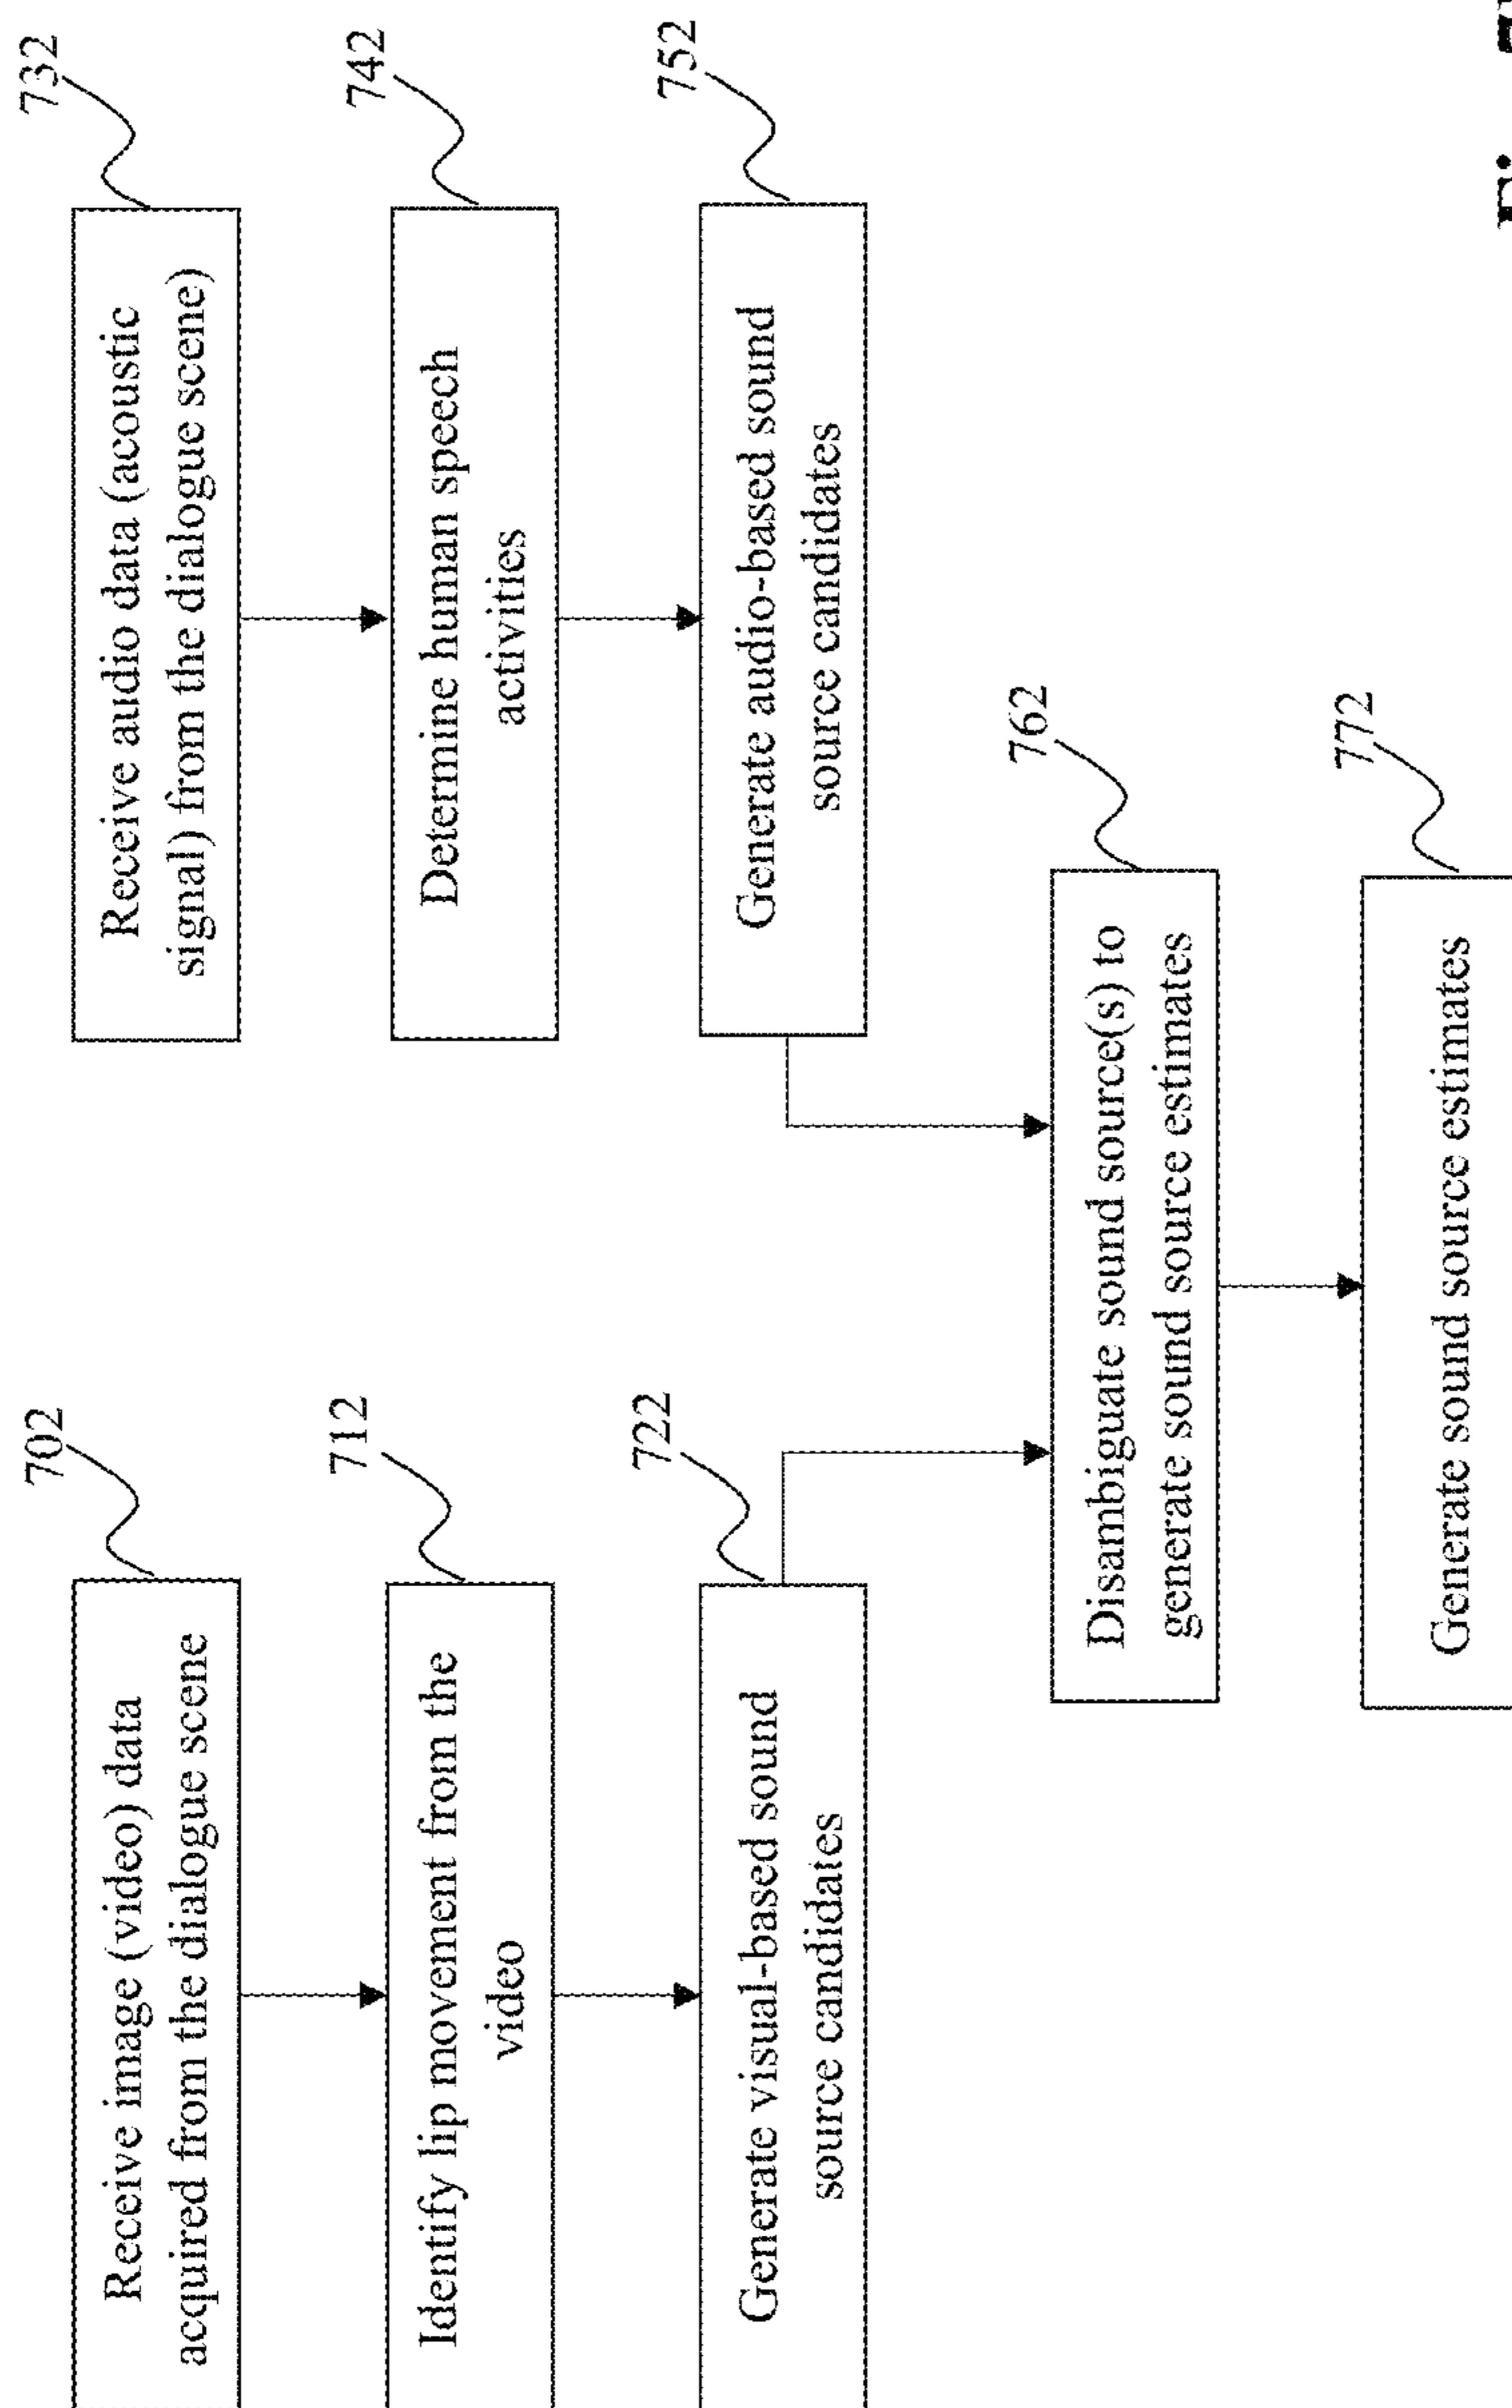 702
Receive image (video) data
acquired from the dialogue scene
712
Identify lip movement from the
video
722
Generate visual-based sound
source candidates
732
Receive audio data (acoustic
signal) from the dialogue scene)
742
Determine human speech
activities
752
Generate audio-based sound
source candidates
762
Disambiguate sound source(s) to
generate sound source estimates
772
Generate sound source estimates